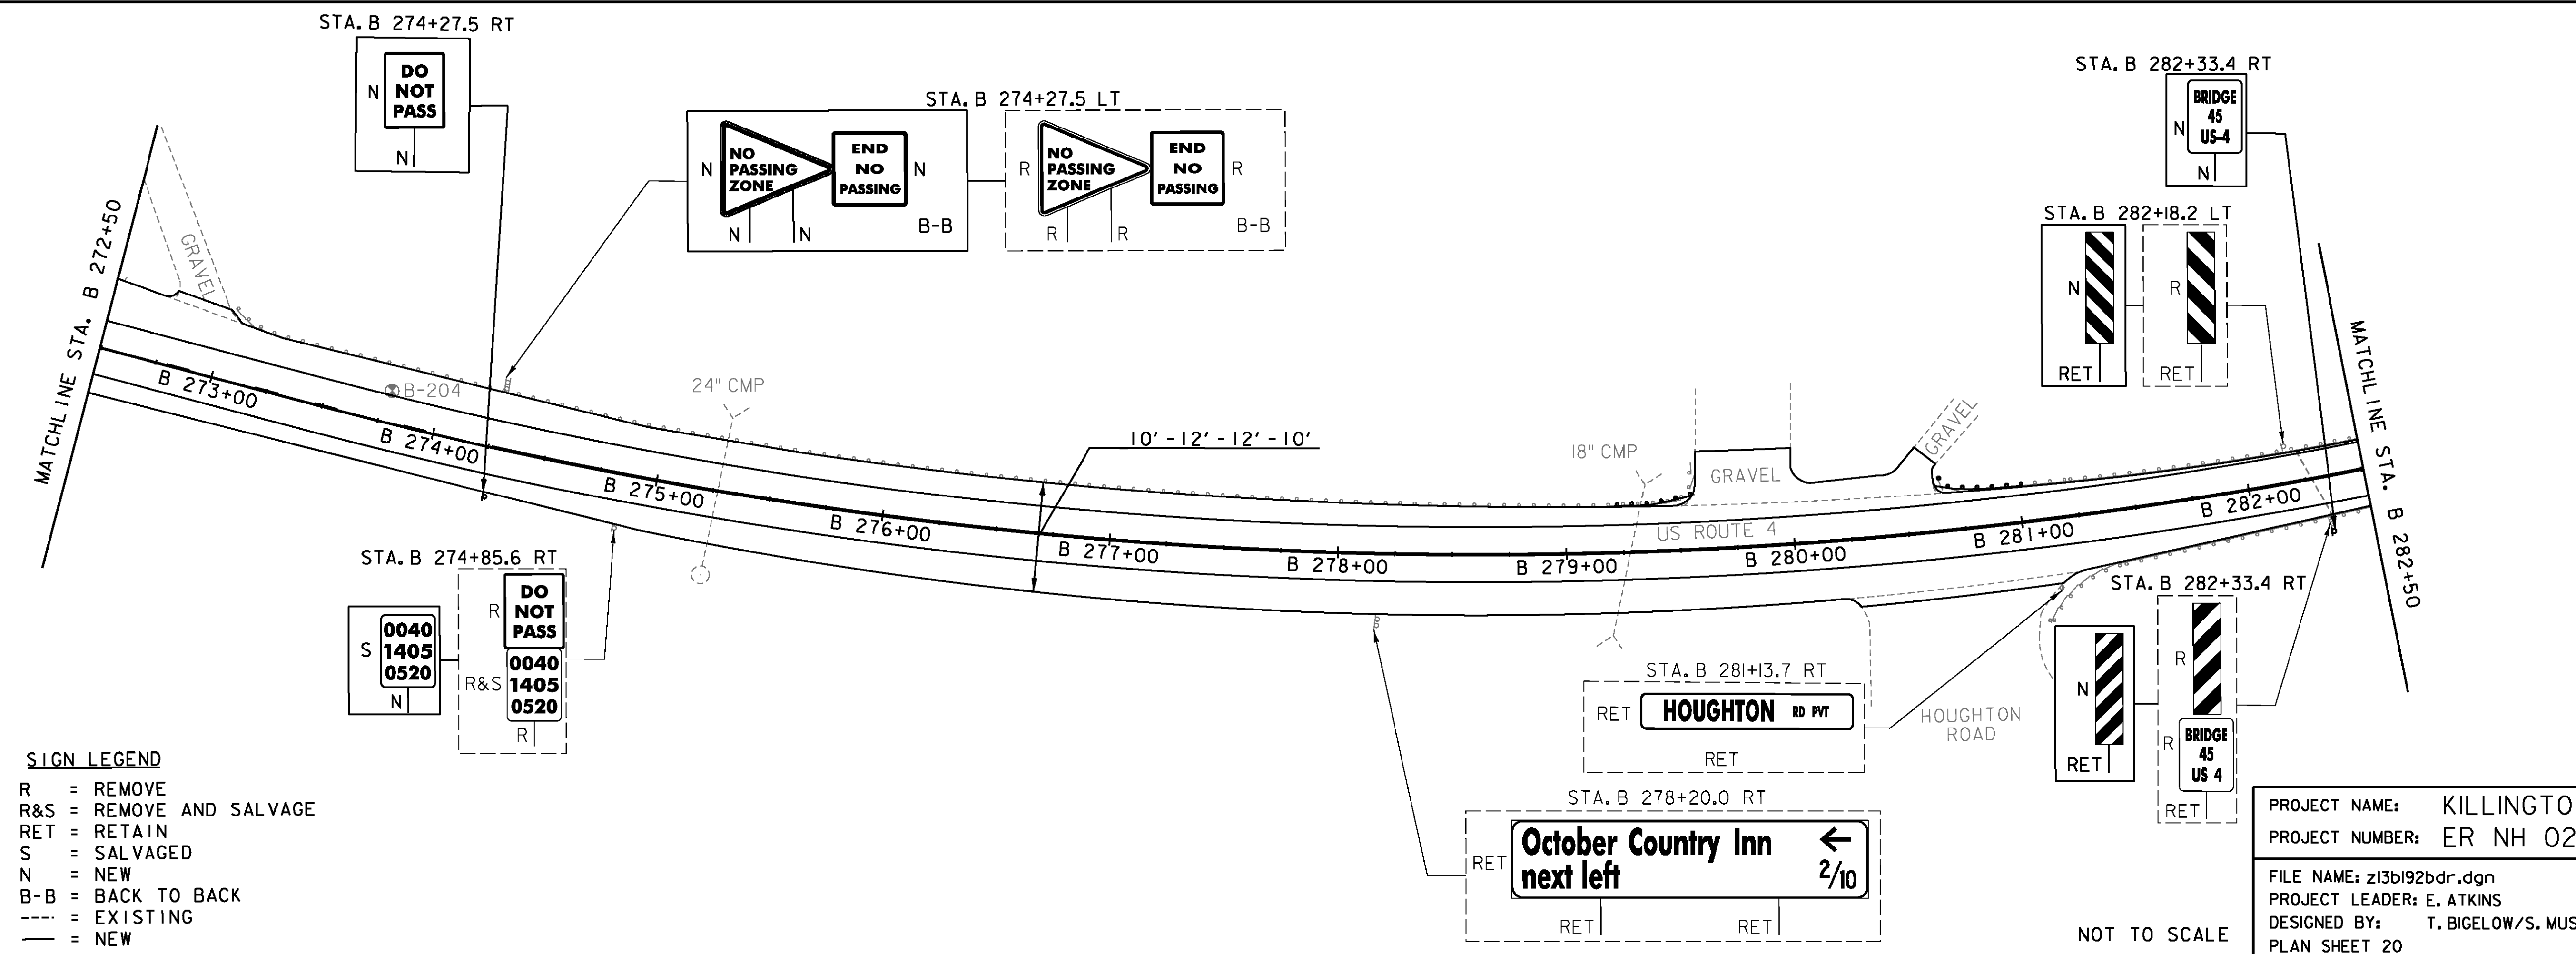 STA. B 274+27.5 RT
N
DO
NOT
PASS
N
STA. B 274+27.5 LT
N
NO
PASSING
ZONE
END
NO
PASSING
N
N
N
B-B
R
NO
PASSING
ZONE
END
NO
PASSING
R
R
R
B-B
STA. B 282+33.4 RT
N
BRIDGE
45
US-4
N
STA. B 282+18.2 LT
N
RET
R
RET
MATCHLINE STA. B 272+50
GRAVEL
B 273+00
B-204
B 274+00
24" CMP
B 275+00
B 276+00
10' - 12' - 12' - 10'
B 277+00
B 278+00
B 279+00
18" CMP
GRAVEL
GRAVEL
US ROUTE 4
B 280+00
B 281+00
B 282+00
MATCHLINE STA. B 282+50
STA. B 274+85.6 RT
S
0040
1405
0520
N
R
DO
NOT
PASS
R&S
0040
1405
0520
R
STA. B 281+13.7 RT
RET
HOUGHTON RD PVT
RET
HOUGHTON
ROAD
STA. B 282+33.4 RT
N
RET
R
R
BRIDGE
45
US 4
RET
STA. B 278+20.0 RT
RET
October Country Inn ←
next left 2/10
RET
RET
SIGN LEGEND
R = REMOVE
R&S = REMOVE AND SALVAGE
RET = RETAIN
S = SALVAGED
N = NEW
B-B = BACK TO BACK
---- = EXISTING
— = NEW
NOT TO SCALE
PROJECT NAME: KILLINGTO
PROJECT NUMBER: ER NH 02
FILE NAME: z13b192bdr.dgn
PROJECT LEADER: E. ATKINS
DESIGNED BY: T. BIGELOW/S. MUS
PLAN SHEET 20